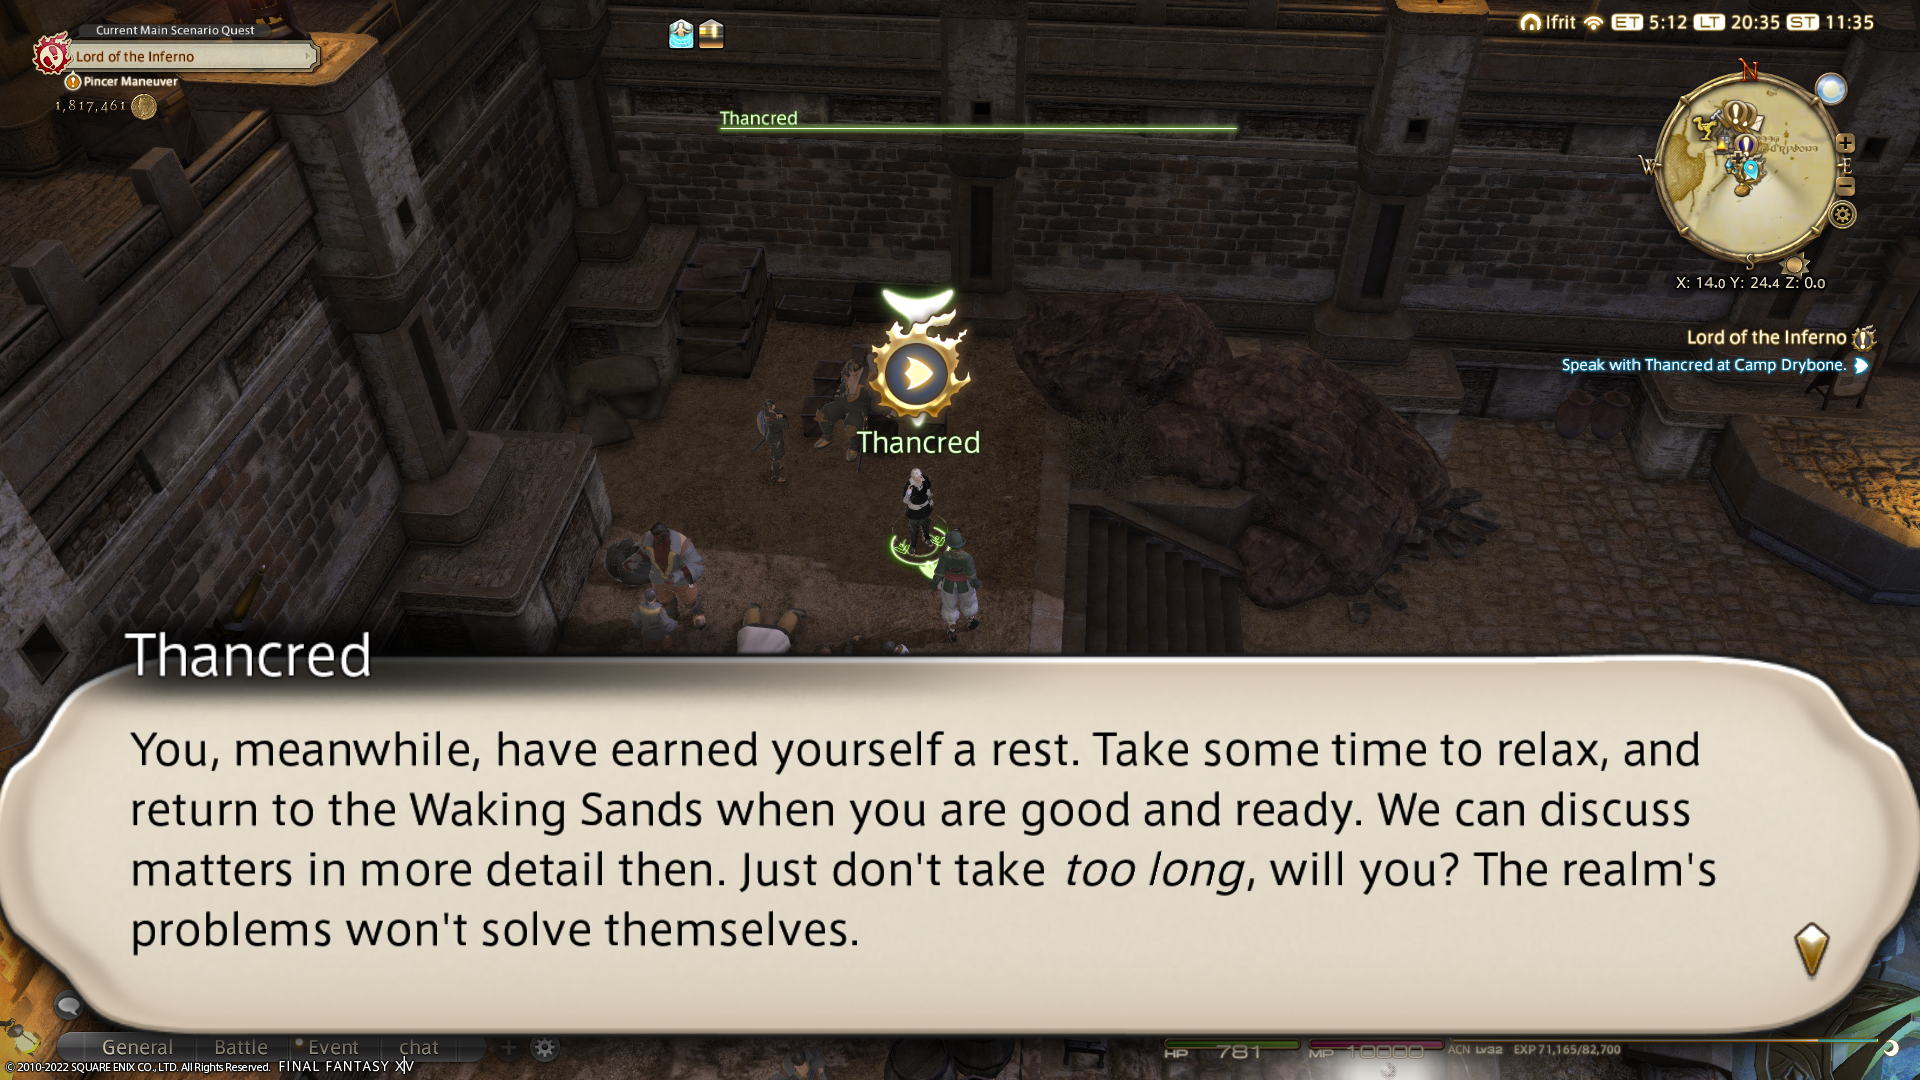 Current Main Scenario Quest
Lord of the Inferno
Pincer Maneuver
1,817,461
Ifrit ET 5:12 LT 20:35 ST 11:35
Thancred
N
W
E
S
X: 14.0 Y: 24.4 Z: 0.0
Lord of the Inferno
Speak with Thancred at Camp Drybone.
Thancred
Thancred
You, meanwhile, have earned yourself a rest. Take some time to relax, and
return to the Waking Sands when you are good and ready. We can discuss
matters in more detail then. Just don't take too long, will you? The realm's
problems won't solve themselves.
General Battle Event chat
HP 781 MP 10000 ACN Lv32 EXP 71,165/82,700
© 2010-2022 SQUARE ENIX CO., LTD. All Rights Reserved. FINAL FANTASY XIV